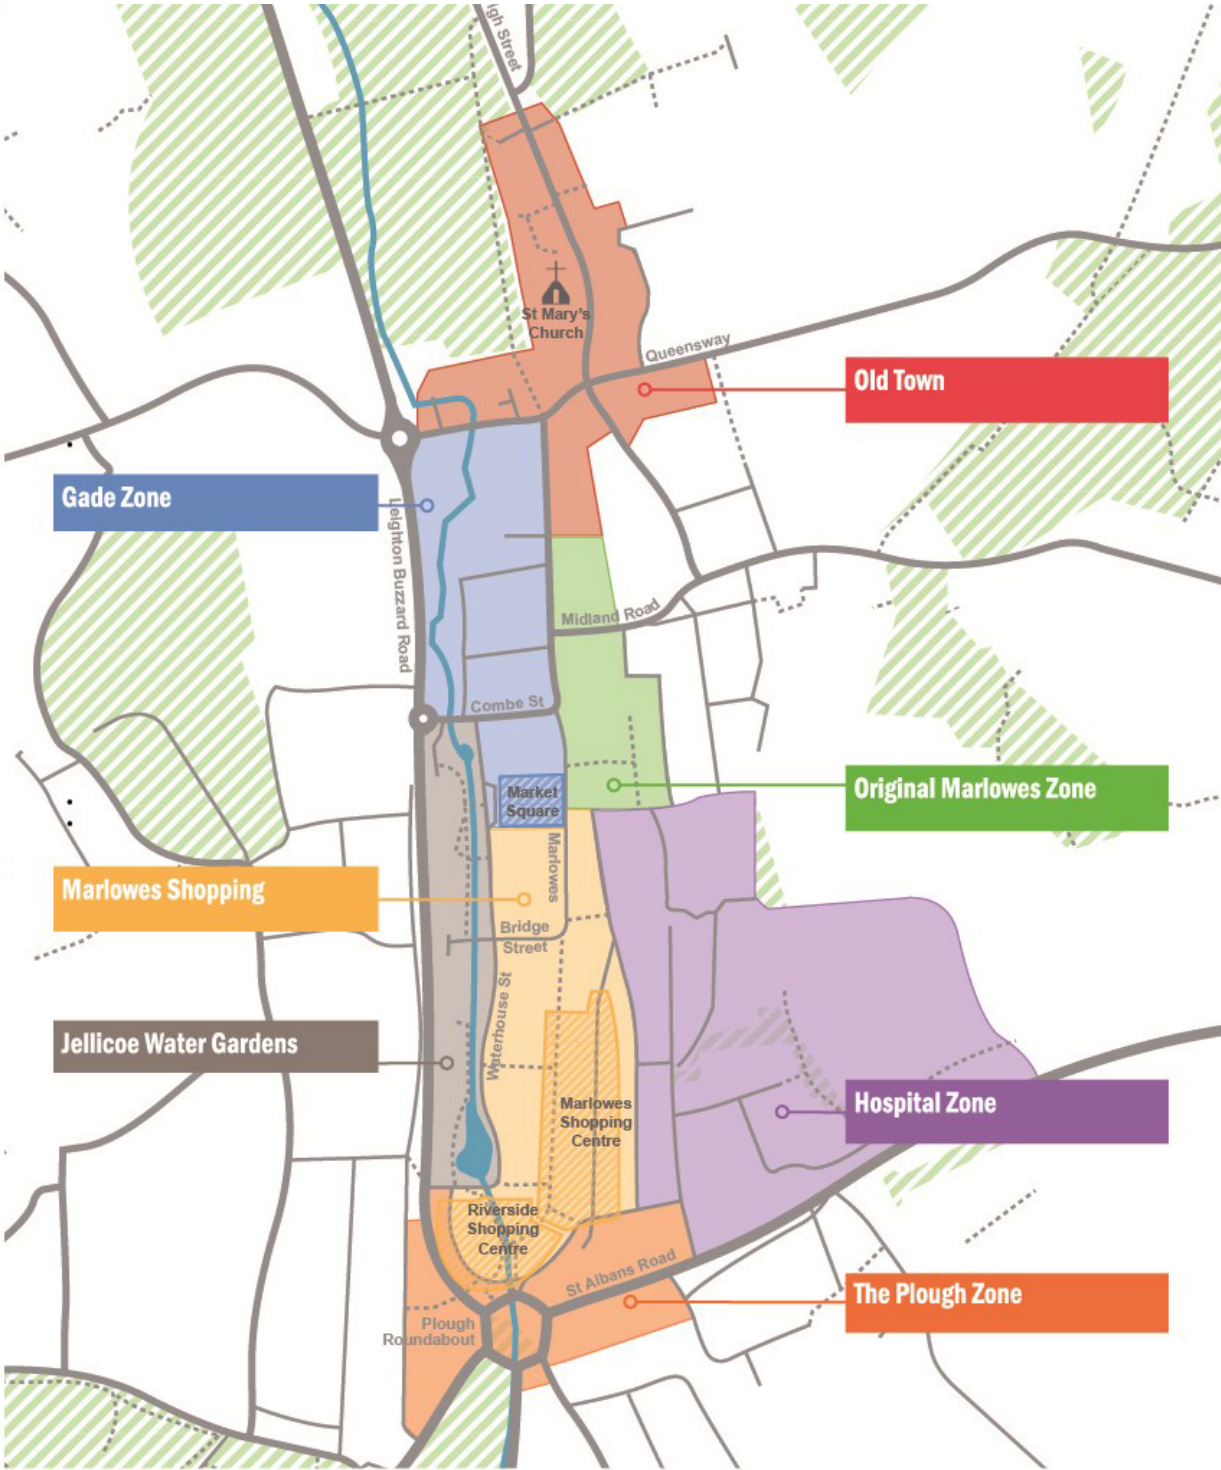 igh Street
St Mary's
Church
Queensway
Old Town
Gade Zone
Leighton Buzzard Road
Midland Road
Combe St
Market
Square
Original Marlowes Zone
Marlowes
Marlowes Shopping
Bridge
Street
Waterhouse St
Jellicoe Water Gardens
Marlowes
Shopping
Centre
Hospital Zone
Riverside
Shopping
Centre
St Albans Road
The Plough Zone
Plough
Roundabout